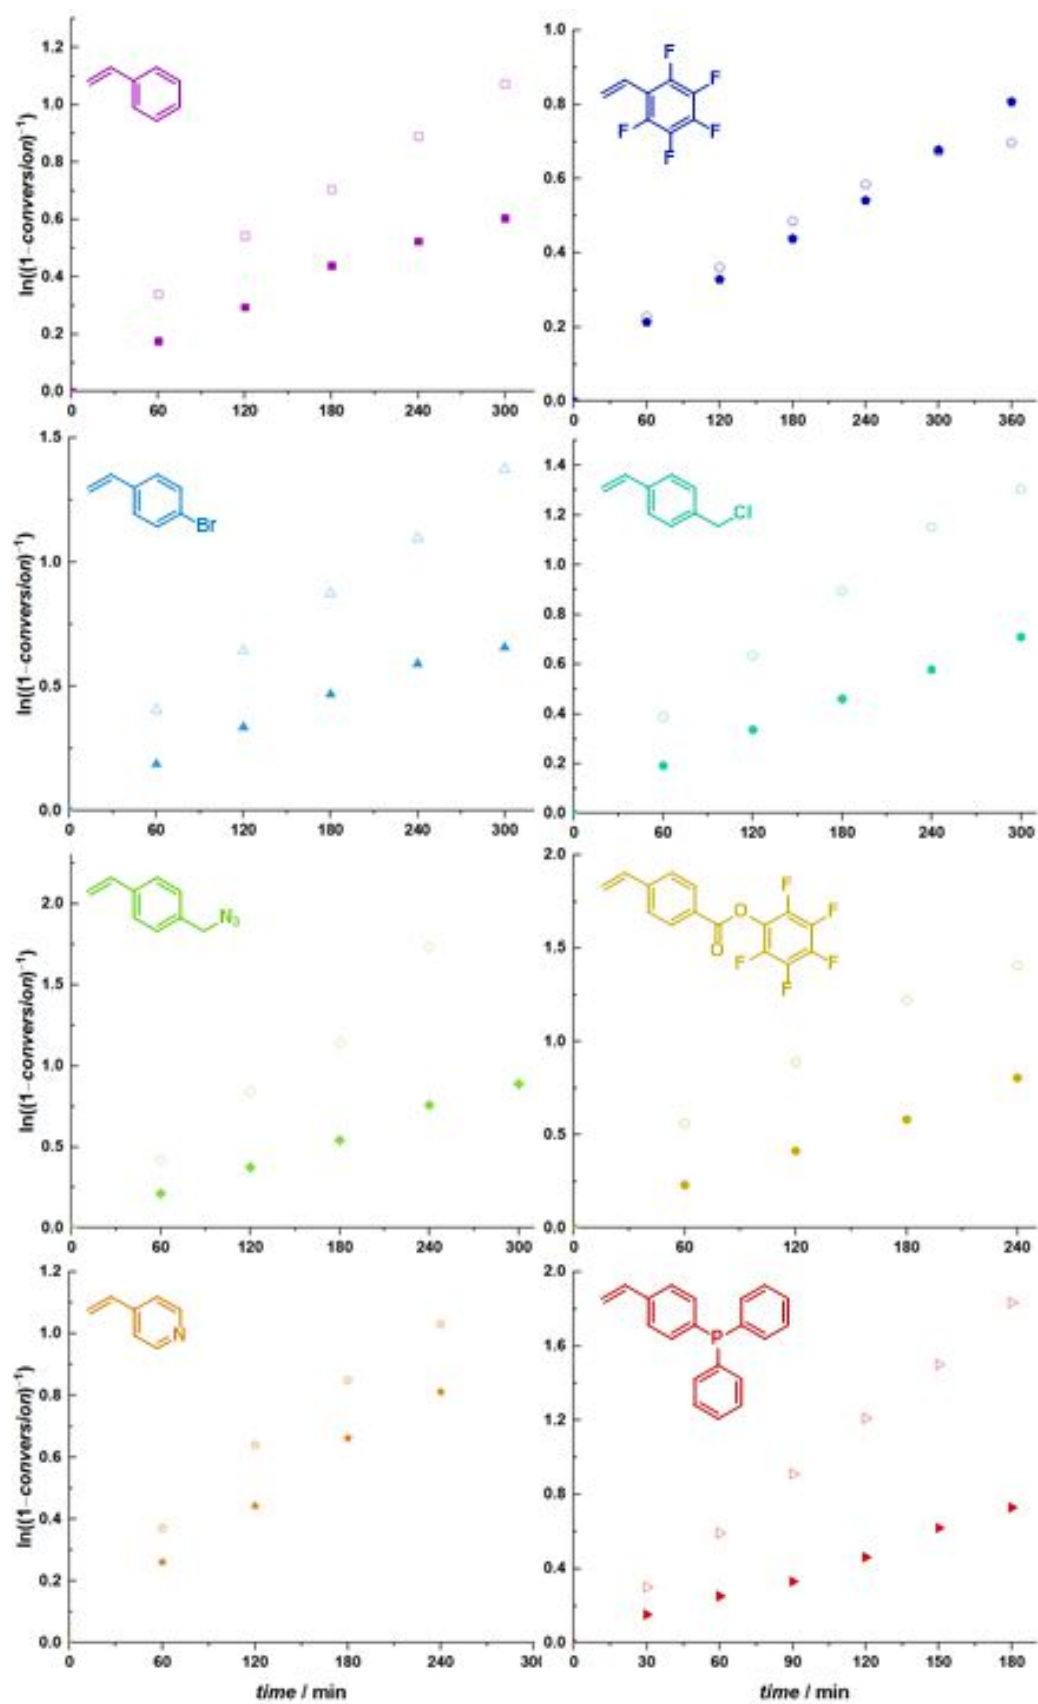 1.2
1.0
0.8
0.6
0.4
0.2
0.0
ln((1−conversion)⁻¹)
0 60 120 180 240 300
1.0
0.8
0.6
0.4
0.2
0.0
F
F
F
F
F
0 60 120 180 240 300 360
1.5
1.0
0.5
0.0
ln((1−conversion)⁻¹)
Br
0 60 120 180 240 300
1.4
1.2
1.0
0.8
0.6
0.4
0.2
0.0
Cl
0 60 120 180 240 300
2.0
1.5
1.0
0.5
0.0
ln((1−conversion)⁻¹)
N₃
0 60 120 180 240 300
2.0
1.5
1.0
0.5
0.0
O
O
F
F
F
F
F
0 60 120 180 240
1.2
1.0
0.8
0.6
0.4
0.2
0.0
ln((1−conversion)⁻¹)
N
0 60 120 180 240 300
time / min
2.0
1.6
1.2
0.8
0.4
0.0
P
0 30 60 90 120 150 180
time / min